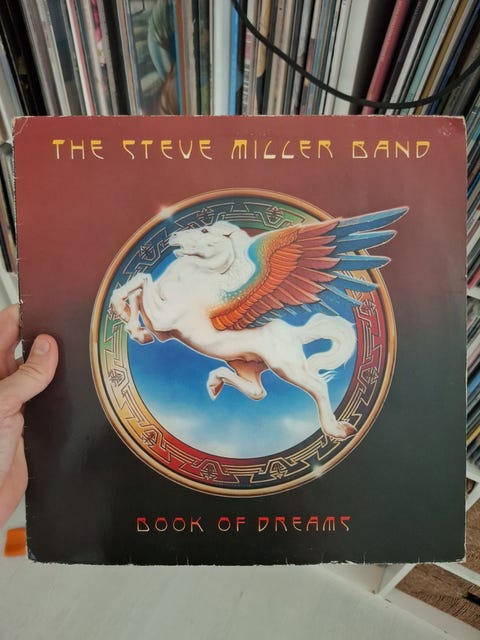 THE STEVE MILLER BAND
BOOK OF DREAMS